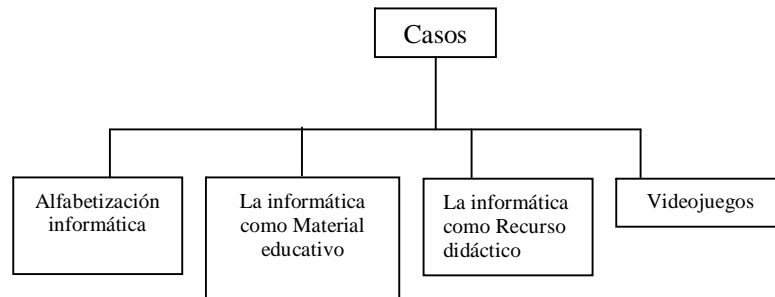 Casos
Alfabetización
informática
La informática
como Material
educativo
La informática
como Recurso
didáctico
Videojuegos